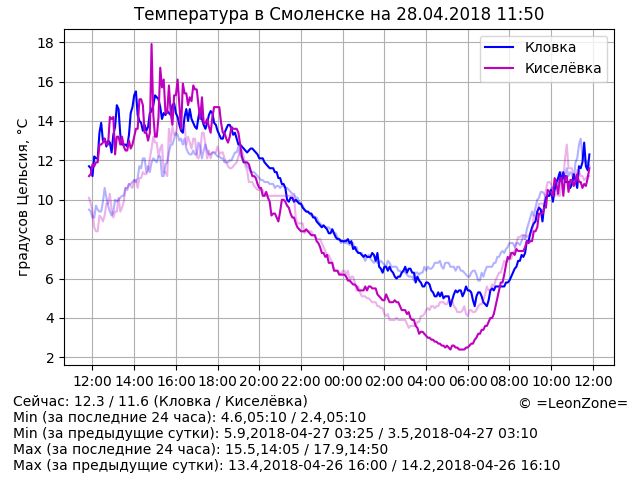 Температура в Смоленске на 28.04.2018 11:50
Кловка
Киселёвка
градусов Цельсия, °C
18
16
14
12
10
8
6
4
2
12:00 14:00 16:00 18:00 20:00 22:00 00:00 02:00 04:00 06:00 08:00 10:00 12:00
Сейчас: 12.3 / 11.6 (Кловка / Киселёвка)
© =LeonZone=
Min (за последние 24 часа): 4.6,05:10 / 2.4,05:10
Min (за предыдущие сутки): 5.9,2018-04-27 03:25 / 3.5,2018-04-27 03:10
Max (за последние 24 часа): 15.5,14:05 / 17.9,14:50
Max (за предыдущие сутки): 13.4,2018-04-26 16:00 / 14.2,2018-04-26 16:10